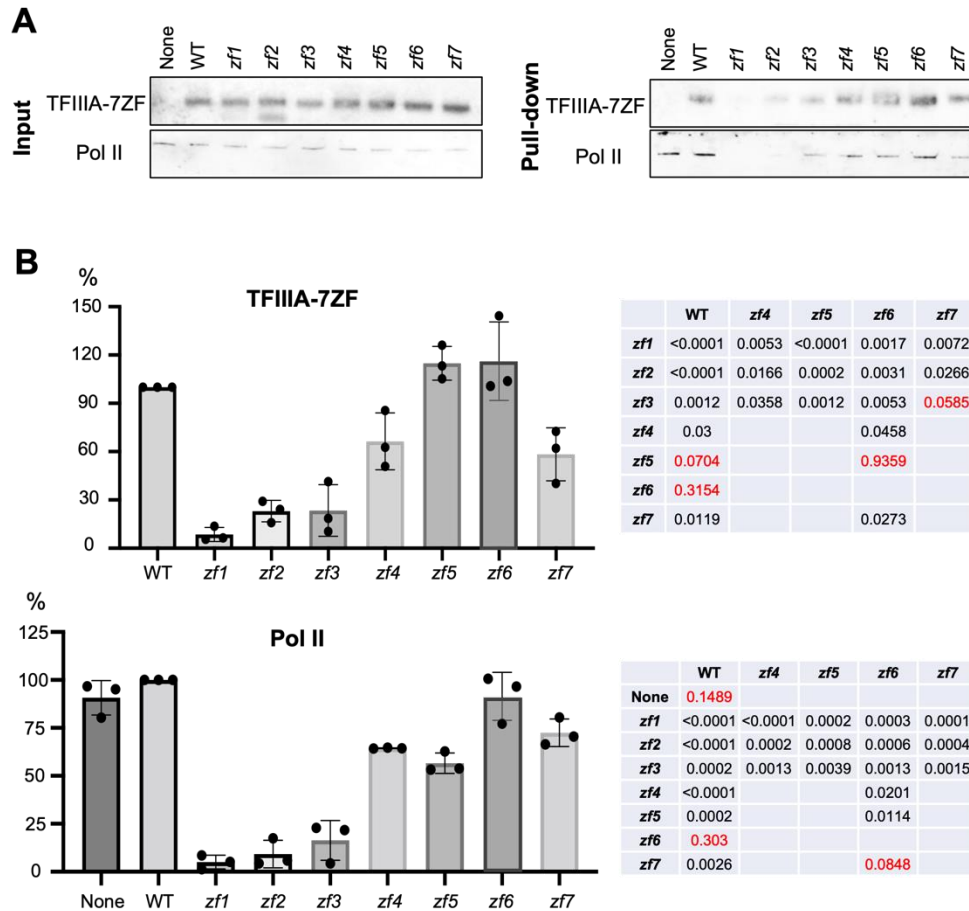 A
None WT zf1 zf2 zf3 zf4 zf5 zf6 zf7
Input
TFIIIA-7ZF
Pol II
None WT zf1 zf2 zf3 zf4 zf5 zf6 zf7
Pull-down
TFIIIA-7ZF
Pol II
B
%
TFIIIA-7ZF
150
120
90
60
30
0
WT zf1 zf2 zf3 zf4 zf5 zf6 zf7
WT zf4 zf5 zf6 zf7
zf1 <0.0001 0.0053 <0.0001 0.0017 0.0072
zf2 <0.0001 0.0166 0.0002 0.0031 0.0266
zf3 0.0012 0.0358 0.0012 0.0053 0.0585
zf4 0.03 0.0458
zf5 0.0704 0.9359
zf6 0.3154
zf7 0.0119 0.0273
%
Pol II
125
100
75
50
25
0
None WT zf1 zf2 zf3 zf4 zf5 zf6 zf7
WT zf4 zf5 zf6 zf7
None 0.1489
zf1 <0.0001 <0.0001 0.0002 0.0003 0.0001
zf2 <0.0001 0.0002 0.0008 0.0006 0.0004
zf3 0.0002 0.0013 0.0039 0.0013 0.0015
zf4 <0.0001 0.0201
zf5 0.0002 0.0114
zf6 0.303
zf7 0.0026 0.0848